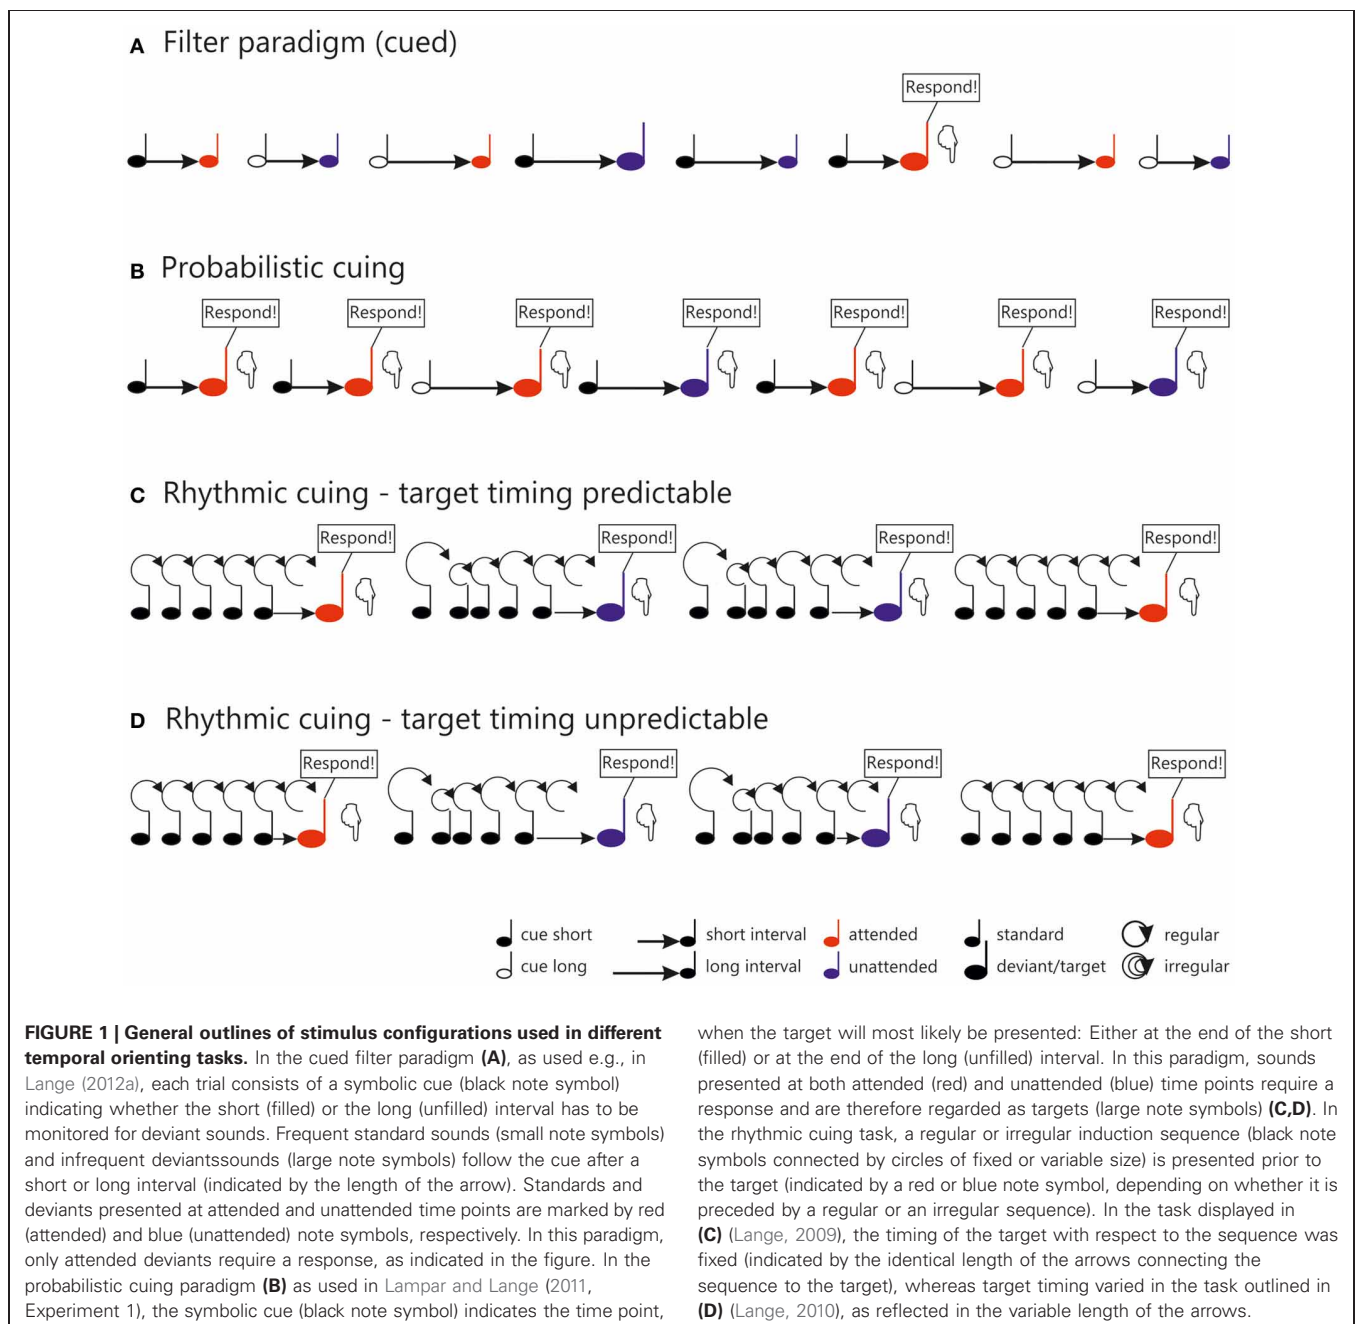 A Filter paradigm (cued)
Respond!
B Probabilistic cuing
Respond! Respond! Respond! Respond! Respond! Respond! Respond!
C Rhythmic cuing - target timing predictable
Respond! Respond! Respond! Respond!
D Rhythmic cuing - target timing unpredictable
Respond! Respond! Respond! Respond!
cue short short interval attended standard regular
cue long long interval unattended deviant/target irregular
FIGURE 1 | General outlines of stimulus configurations used in different
temporal orienting tasks. In the cued filter paradigm (A), as used e.g., in
Lange (2012a), each trial consists of a symbolic cue (black note symbol)
indicating whether the short (filled) or the long (unfilled) interval has to be
monitored for deviant sounds. Frequent standard sounds (small note symbols)
and infrequent deviantssounds (large note symbols) follow the cue after a
short or long interval (indicated by the length of the arrow). Standards and
deviants presented at attended and unattended time points are marked by red
(attended) and blue (unattended) note symbols, respectively. In this paradigm,
only attended deviants require a response, as indicated in the figure. In the
probabilistic cuing paradigm (B) as used in Lampar and Lange (2011,
Experiment 1), the symbolic cue (black note symbol) indicates the time point,
when the target will most likely be presented: Either at the end of the short
(filled) or at the end of the long (unfilled) interval. In this paradigm, sounds
presented at both attended (red) and unattended (blue) time points require a
response and are therefore regarded as targets (large note symbols) (C,D). In
the rhythmic cuing task, a regular or irregular induction sequence (black note
symbols connected by circles of fixed or variable size) is presented prior to
the target (indicated by a red or blue note symbol, depending on whether it is
preceded by a regular or an irregular sequence). In the task displayed in
(C) (Lange, 2009), the timing of the target with respect to the sequence was
fixed (indicated by the identical length of the arrows connecting the
sequence to the target), whereas target timing varied in the task outlined in
(D) (Lange, 2010), as reflected in the variable length of the arrows.